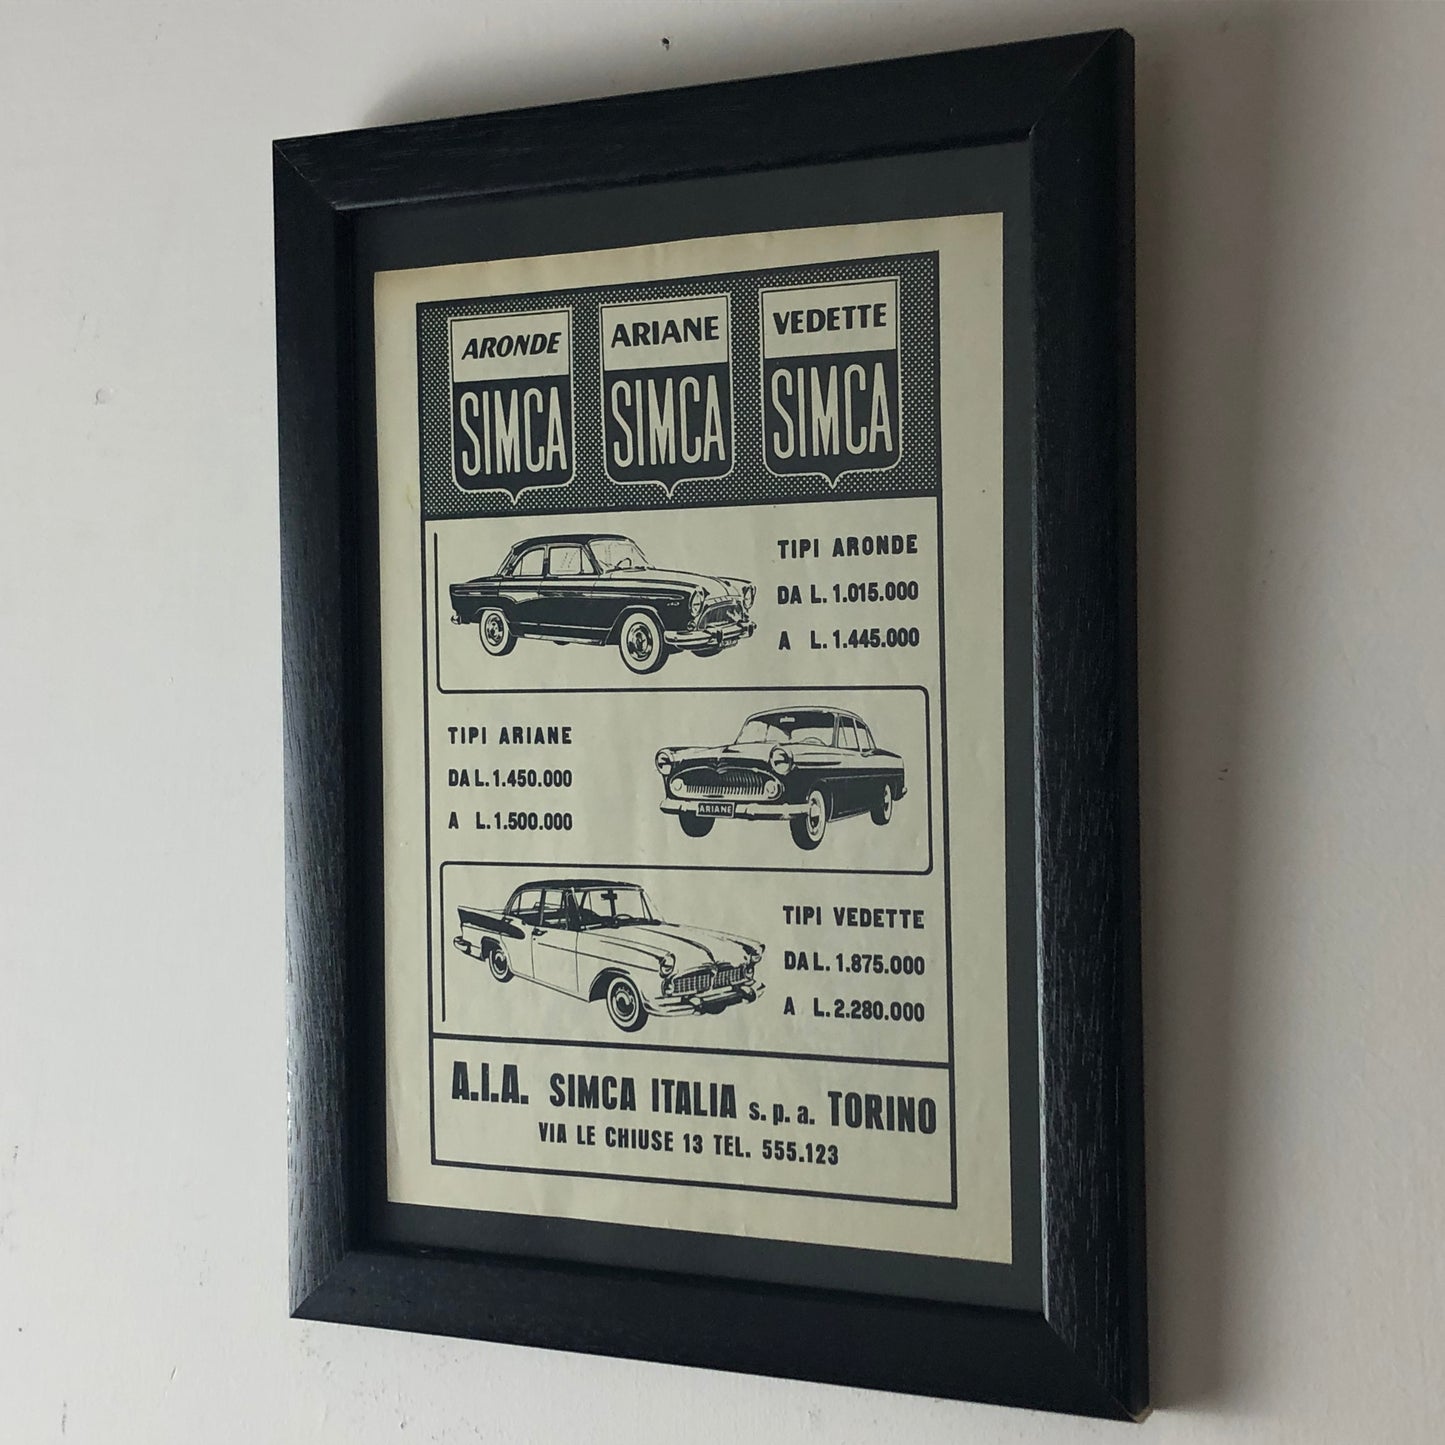 ARONDE
SIMCA
ARIANE
SIMCA
VEDETTE
SIMCA
TIPI ARONDE
DA L. 1.015.000
A L. 1.445.000
TIPI ARIANE
DA L. 1.450.000
A L. 1.500.000
ARIANE
TIPI VEDETTE
DA L. 1.875.000
A L. 2.280.000
A.I.A. SIMCA ITALIA s.p.a. TORINO
VIA LE CHIUSE 13 TEL. 555.123